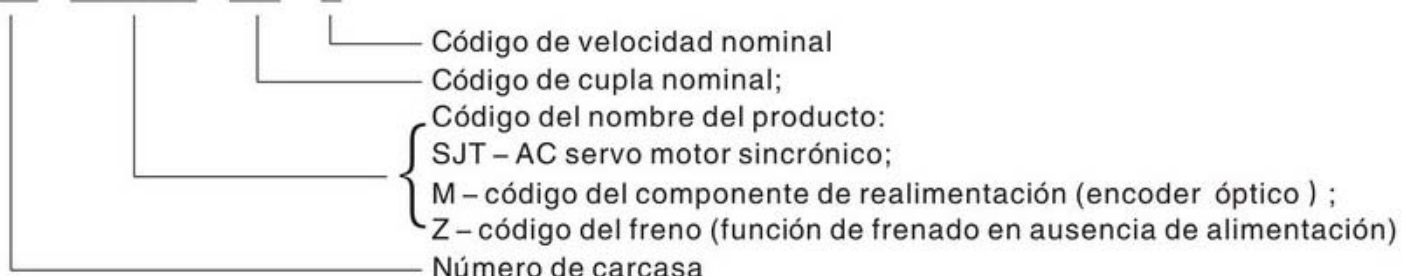 Código de velocidad nominal
Código de cupla nominal;
Código del nombre del producto:
SJT – AC servo motor sincrónico;
M – código del componente de realimentación (encoder óptico ) ;
Z – código del freno (función de frenado en ausencia de alimentación)
Número de carcasa